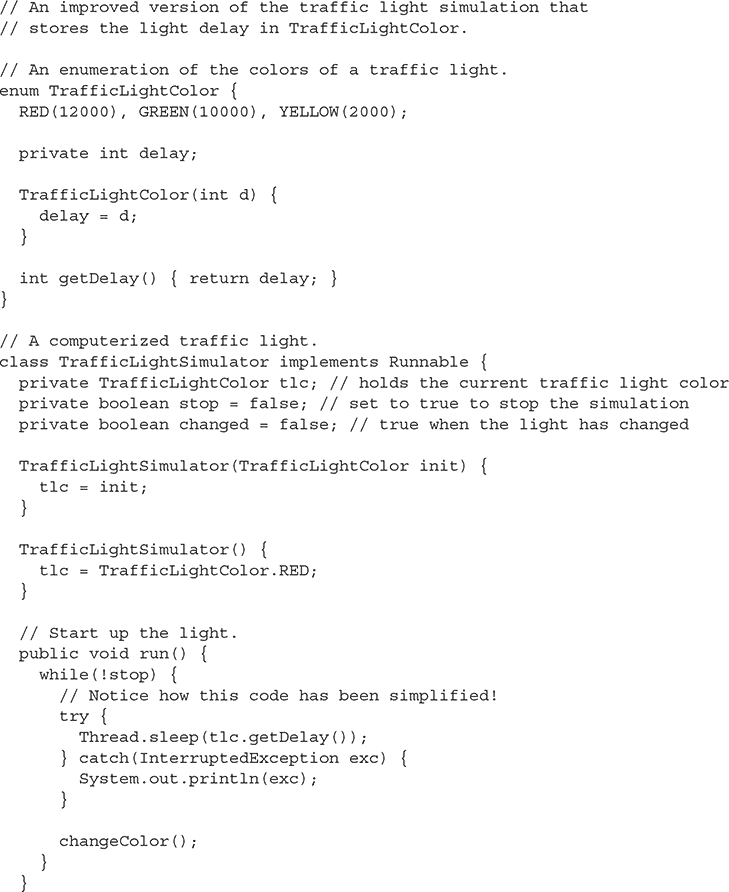 // An improved version of the traffic light simulation that
// stores the light delay in TrafficLightColor.

// An enumeration of the colors of a traffic light.
enum TrafficLightColor {
  RED(12000), GREEN(10000), YELLOW(2000);

  private int delay;

  TrafficLightColor(int d) {
    delay = d;
  }

  int getDelay() { return delay; }
}

// A computerized traffic light.
class TrafficLightSimulator implements Runnable {
  private TrafficLightColor tlc; // holds the current traffic light color
  private boolean stop = false; // set to true to stop the simulation
  private boolean changed = false; // true when the light has changed

  TrafficLightSimulator(TrafficLightColor init) {
    tlc = init;
  }

  TrafficLightSimulator() {
    tlc = TrafficLightColor.RED;
  }

  // Start up the light.
  public void run() {
    while(!stop) {
      // Notice how this code has been simplified!
      try {
        Thread.sleep(tlc.getDelay());
      } catch(InterruptedException exc) {
        System.out.println(exc);
      }

      changeColor();
    }
  }